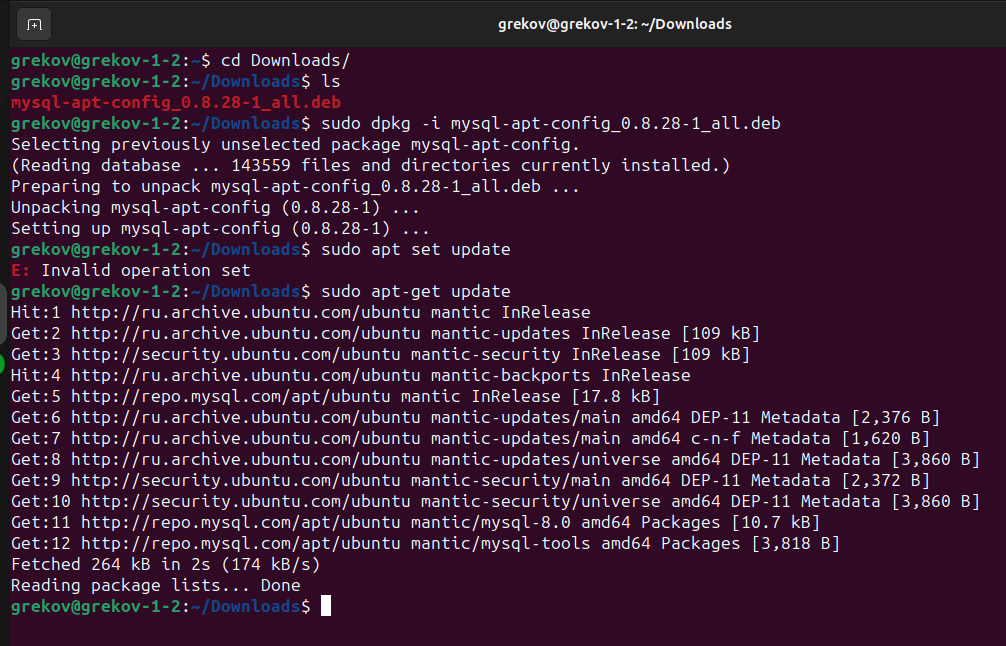 grekov@grekov-1-2: ~/Downloads
grekov@grekov-1-2:~$ cd Downloads/
grekov@grekov-1-2:~/Downloads$ ls
mysql-apt-config_0.8.28-1_all.deb
grekov@grekov-1-2:~/Downloads$ sudo dpkg -i mysql-apt-config_0.8.28-1_all.deb
Selecting previously unselected package mysql-apt-config.
(Reading database ... 143559 files and directories currently installed.)
Preparing to unpack mysql-apt-config_0.8.28-1_all.deb ...
Unpacking mysql-apt-config (0.8.28-1) ...
Setting up mysql-apt-config (0.8.28-1) ...
grekov@grekov-1-2:~/Downloads$ sudo apt set update
E: Invalid operation set
grekov@grekov-1-2:~/Downloads$ sudo apt-get update
Hit:1 http://ru.archive.ubuntu.com/ubuntu mantic InRelease
Get:2 http://ru.archive.ubuntu.com/ubuntu mantic-updates InRelease [109 kB]
Get:3 http://security.ubuntu.com/ubuntu mantic-security InRelease [109 kB]
Hit:4 http://ru.archive.ubuntu.com/ubuntu mantic-backports InRelease
Get:5 http://repo.mysql.com/apt/ubuntu mantic InRelease [17.8 kB]
Get:6 http://ru.archive.ubuntu.com/ubuntu mantic-updates/main amd64 DEP-11 Metadata [2,376 B]
Get:7 http://ru.archive.ubuntu.com/ubuntu mantic-updates/main amd64 c-n-f Metadata [1,620 B]
Get:8 http://ru.archive.ubuntu.com/ubuntu mantic-updates/universe amd64 DEP-11 Metadata [3,860 B]
Get:9 http://security.ubuntu.com/ubuntu mantic-security/main amd64 DEP-11 Metadata [2,372 B]
Get:10 http://security.ubuntu.com/ubuntu mantic-security/universe amd64 DEP-11 Metadata [3,860 B]
Get:11 http://repo.mysql.com/apt/ubuntu mantic/mysql-8.0 amd64 Packages [10.7 kB]
Get:12 http://repo.mysql.com/apt/ubuntu mantic/mysql-tools amd64 Packages [3,818 B]
Fetched 264 kB in 2s (174 kB/s)
Reading package lists... Done
grekov@grekov-1-2:~/Downloads$